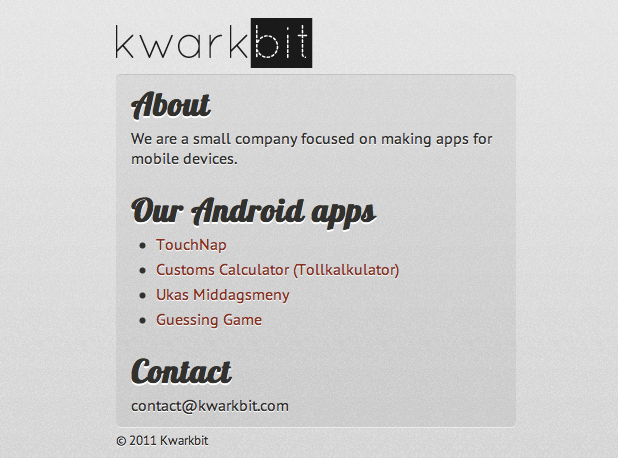 kwarkbit
About
We are a small company focused on making apps for
mobile devices.
Our Android apps
TouchNap
Customs Calculator (Tollkalkulator)
Ukas Middagsmeny
Guessing Game
Contact
contact@kwarkbit.com
© 2011 Kwarkbit